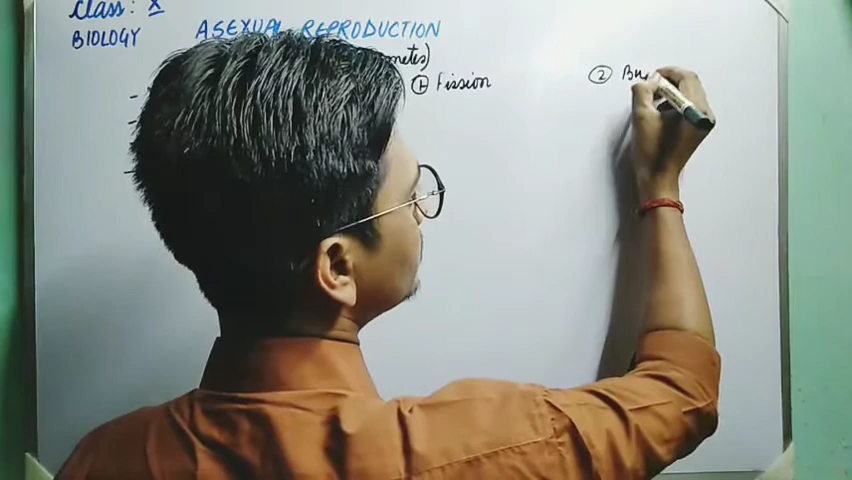 Class: X
BIOLOGY
ASEXUAL REPRODUCTION
① Fission
② Bu